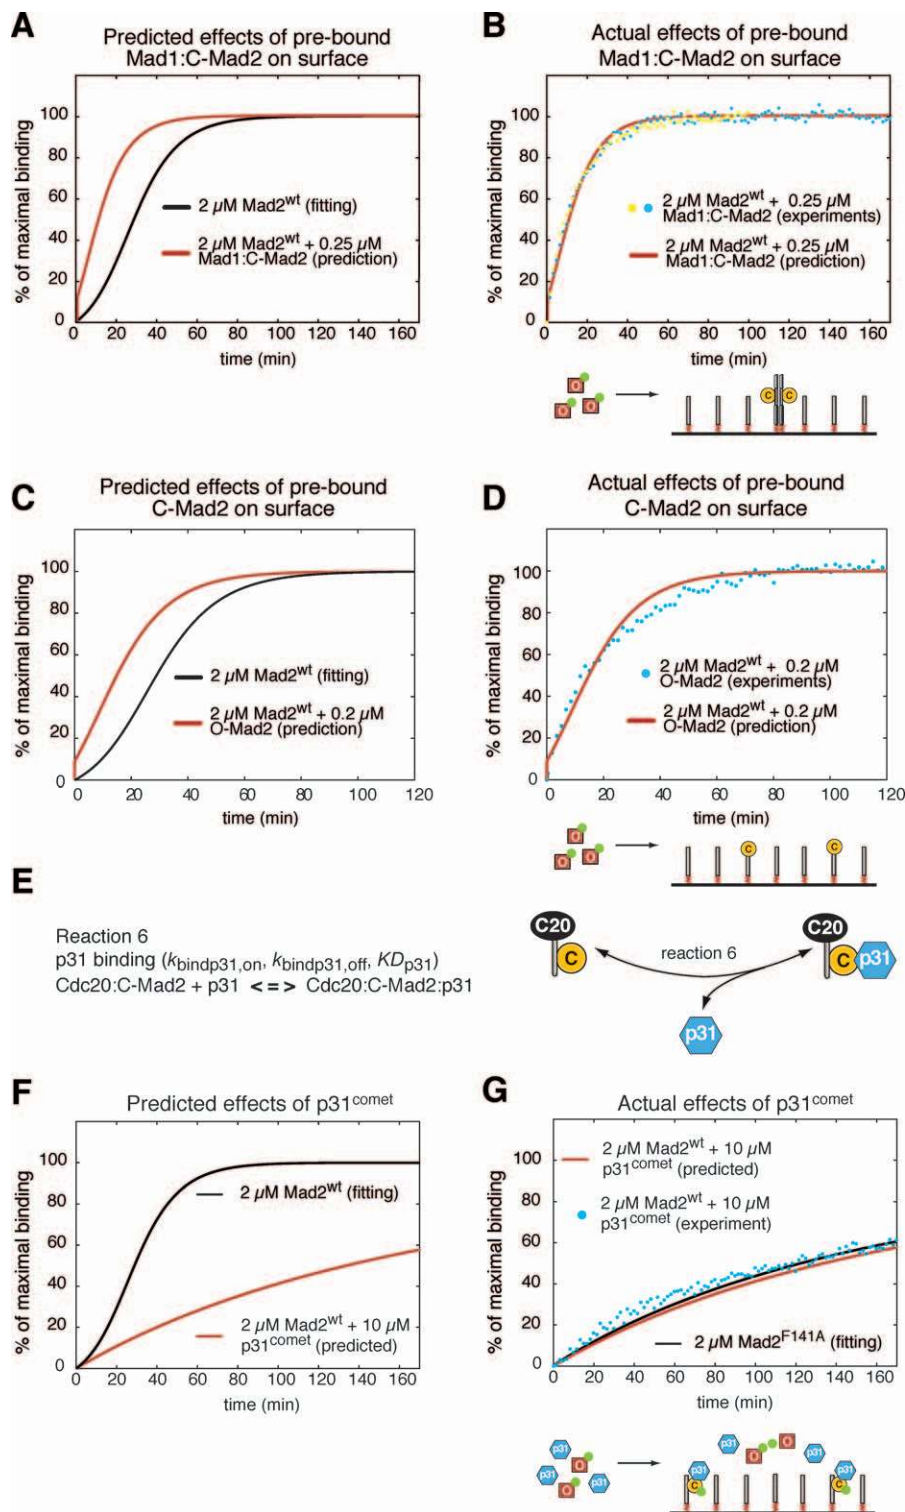 A
Predicted effects of pre-bound
Mad1:C-Mad2 on surface
% of maximal binding
100
80
60
40
20
0
2 µM Mad2wt (fitting)
2 µM Mad2wt + 0.25 µM
Mad1:C-Mad2 (prediction)
0 20 40 60 80 100 120 140 160
time (min)
B
Actual effects of pre-bound
Mad1:C-Mad2 on surface
% of maximal binding
100
80
60
40
20
0
2 µM Mad2wt + 0.25 µM
Mad1:C-Mad2 (experiments)
2 µM Mad2wt + 0.25 µM
Mad1:C-Mad2 (prediction)
0 20 40 60 80 100 120 140 160
time (min)
O
O O
C C
C
Predicted effects of pre-bound
C-Mad2 on surface
% of maximal binding
100
80
60
40
20
0
2 µM Mad2wt (fitting)
2 µM Mad2wt + 0.2 µM
O-Mad2 (prediction)
0 20 40 60 80 100 120
time (min)
D
Actual effects of pre-bound
C-Mad2 on surface
% of maximal binding
100
80
60
40
20
0
2 µM Mad2wt + 0.2 µM
O-Mad2 (experiments)
2 µM Mad2wt + 0.2 µM
O-Mad2 (prediction)
0 20 40 60 80 100 120
time (min)
O
O O
C C
E
Reaction 6
p31 binding (kbindp31,on, kbindp31,off, KDp31)
Cdc20:C-Mad2 + p31 <=> Cdc20:C-Mad2:p31
C20
C
reaction 6
C20
C p31
p31
F
Predicted effects of p31comet
% of maximal binding
100
80
60
40
20
0
2 µM Mad2wt (fitting)
2 µM Mad2wt + 10 µM
p31comet (predicted)
0 20 40 60 80 100 120 140 160
time (min)
G
Actual effects of p31comet
% of maximal binding
100
80
60
40
20
0
2 µM Mad2wt + 10 µM
p31comet (predicted)
2 µM Mad2wt + 10 µM
p31comet (experiment)
2 µM Mad2F141A (fitting)
0 20 40 60 80 100 120 140 160
time (min)
p31
O
p31 p31
O
p31 O O p31
p31 p31
C C